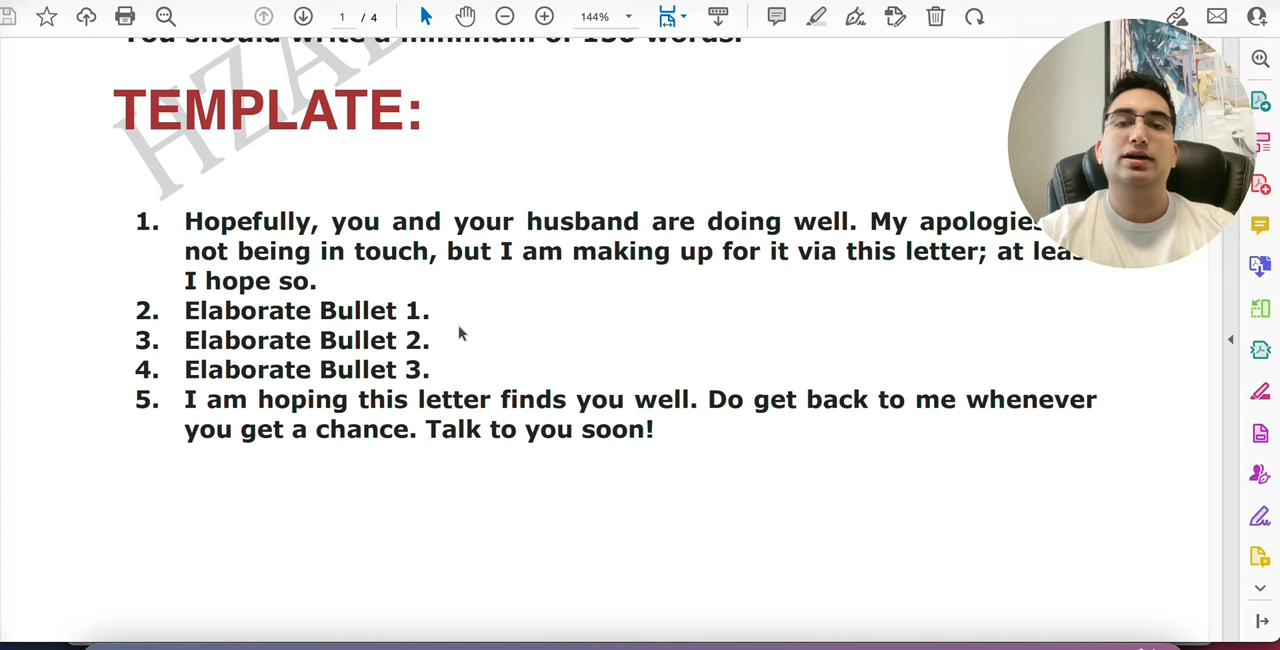 1 / 4
144%
TEMPLATE:
1. Hopefully, you and your husband are doing well. My apologies
not being in touch, but I am making up for it via this letter; at
I hope so.
2. Elaborate Bullet 1.
3. Elaborate Bullet 2.
4. Elaborate Bullet 3.
5. I am hoping this letter finds you well. Do get back to me whenever
you get a chance. Talk to you soon!